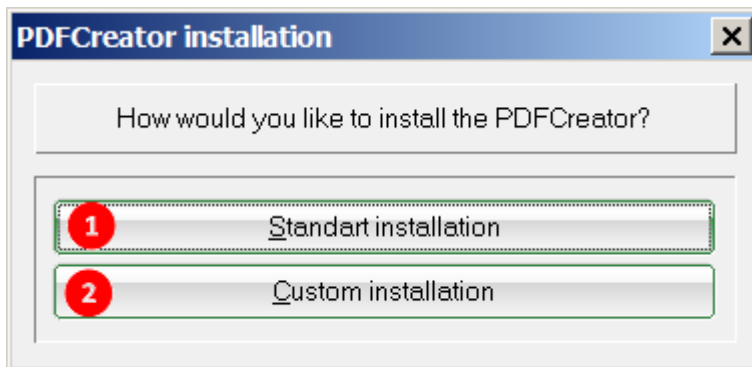 PDFCreator installation
How would you like to install the PDFCreator?
1 Standart installation
2 Custom installation